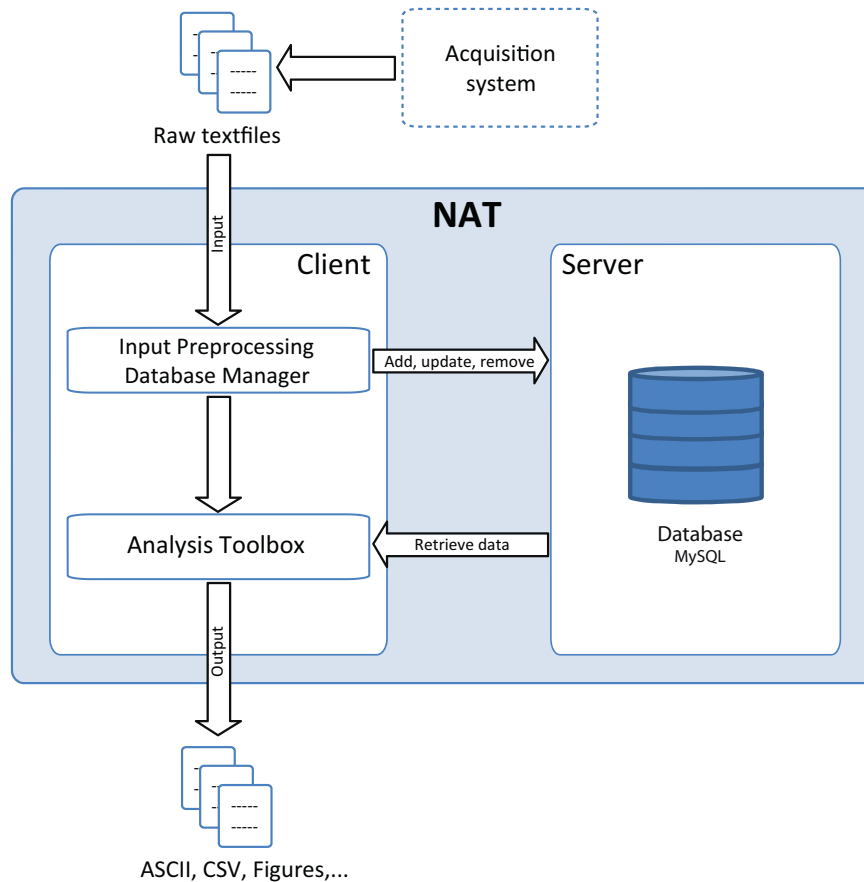 Acquisition
system
-----
-----
Raw textfiles
Input
NAT
Client
Server
Input Preprocessing
Database Manager
Add, update, remove
Analysis Toolbox
Retrieve data
Database
MySQL
Output
-----
-----
ASCII, CSV, Figures,...